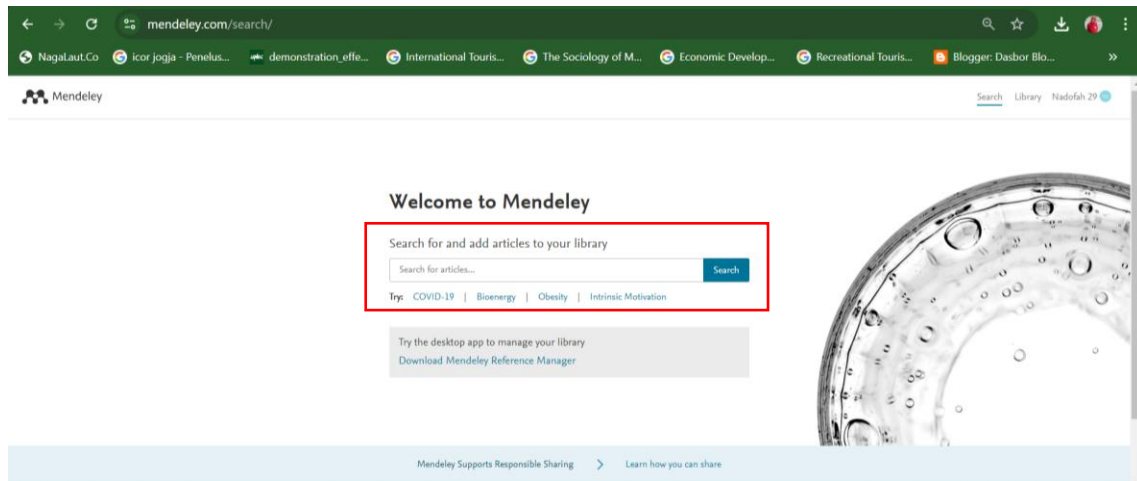 mendeley.com/search/
NagaLaut.Co
icor jogja - Penelus...
demonstration_effe...
International Touris...
The Sociology of M...
Economic Develop...
Recreational Touris...
Blogger: Dasbor Blo...
»
Mendeley
Search Library Nadofah 29
Welcome to Mendeley
Search for and add articles to your library
Search for articles...
Search
Try: COVID-19 | Bioenergy | Obesity | Intrinsic Motivation
Try the desktop app to manage your library
Download Mendeley Reference Manager
Mendeley Supports Responsible Sharing > Learn how you can share